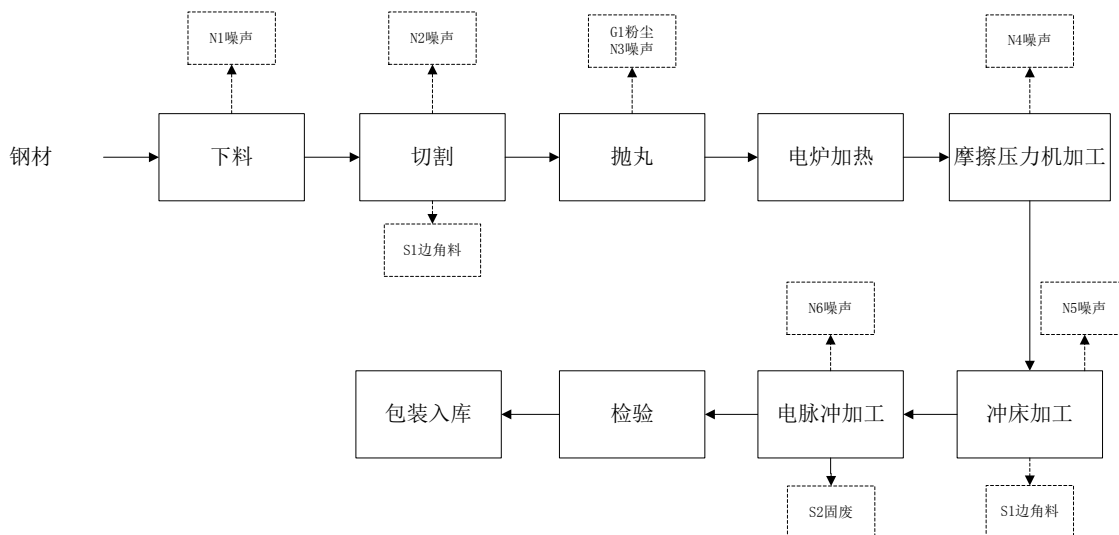 N1噪声
N2噪声
G1粉尘
N3噪声
N4噪声
钢材
下料
切割
抛丸
电炉加热
摩擦压力机加工
S1边角料
N6噪声
N5噪声
包装入库
检验
电脉冲加工
冲床加工
S2固废
S1边角料